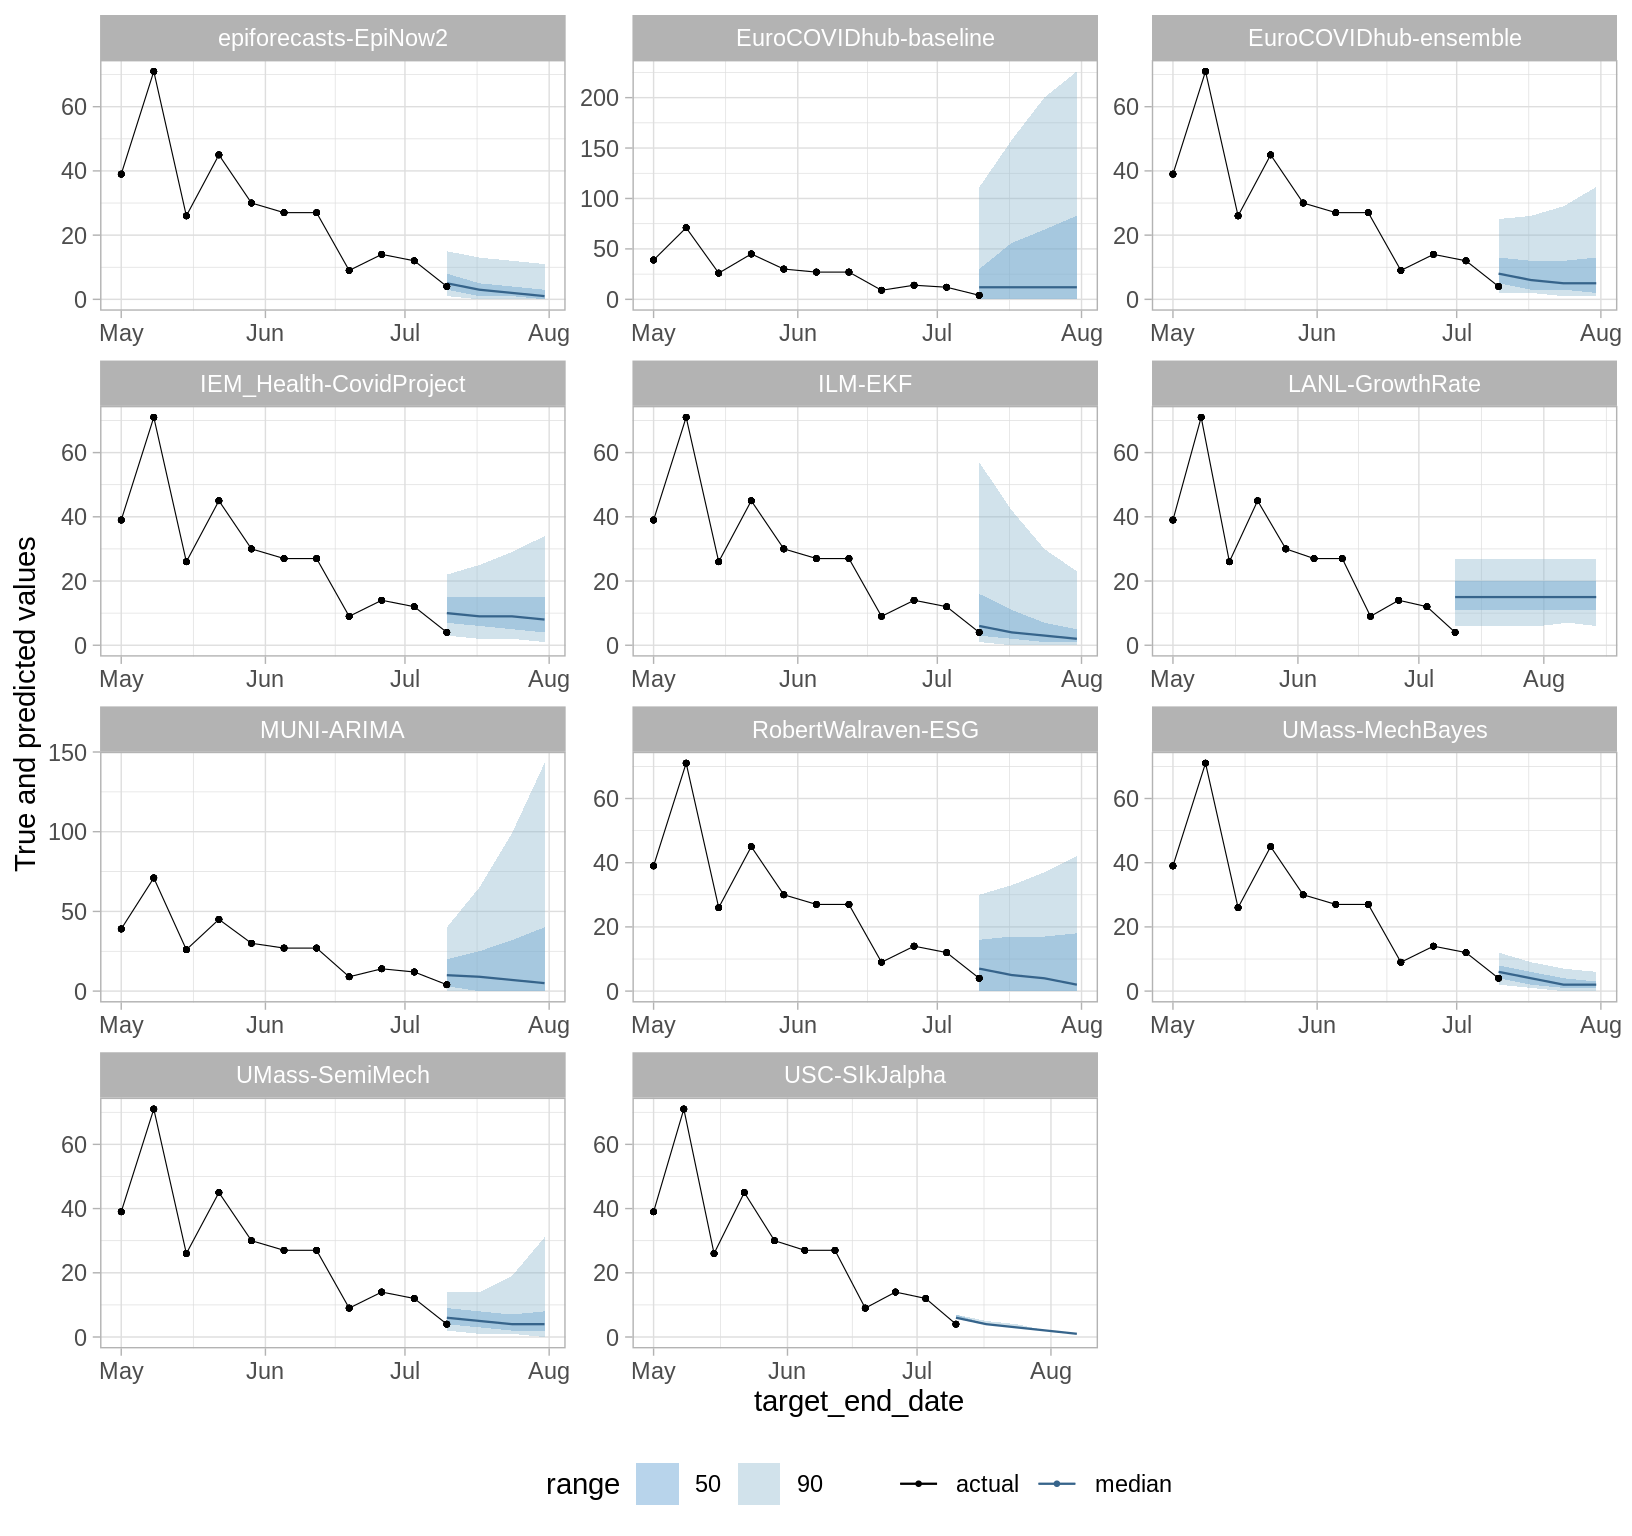 epiforecasts-EpiNow2 EuroCOVIDhub-baseline EuroCOVIDhub-ensemble
60 40 20 0
200 150 100 50 0
60 40 20 0
May Jun Jul Aug May Jun Jul Aug May Jun Jul Aug
IEM_Health-CovidProject ILM-EKF LANL-GrowthRate
60 40 20 0
60 40 20 0
60 40 20 0
May Jun Jul Aug May Jun Jul Aug May Jun Jul Aug
True and predicted values
MUNI-ARIMA RobertWalraven-ESG UMass-MechBayes
150 100 50 0
60 40 20 0
60 40 20 0
May Jun Jul Aug May Jun Jul Aug May Jun Jul Aug
UMass-SemiMech USC-SIkJalpha
60 40 20 0
60 40 20 0
May Jun Jul Aug May Jun Jul Aug
target_end_date
range 50 90 actual median